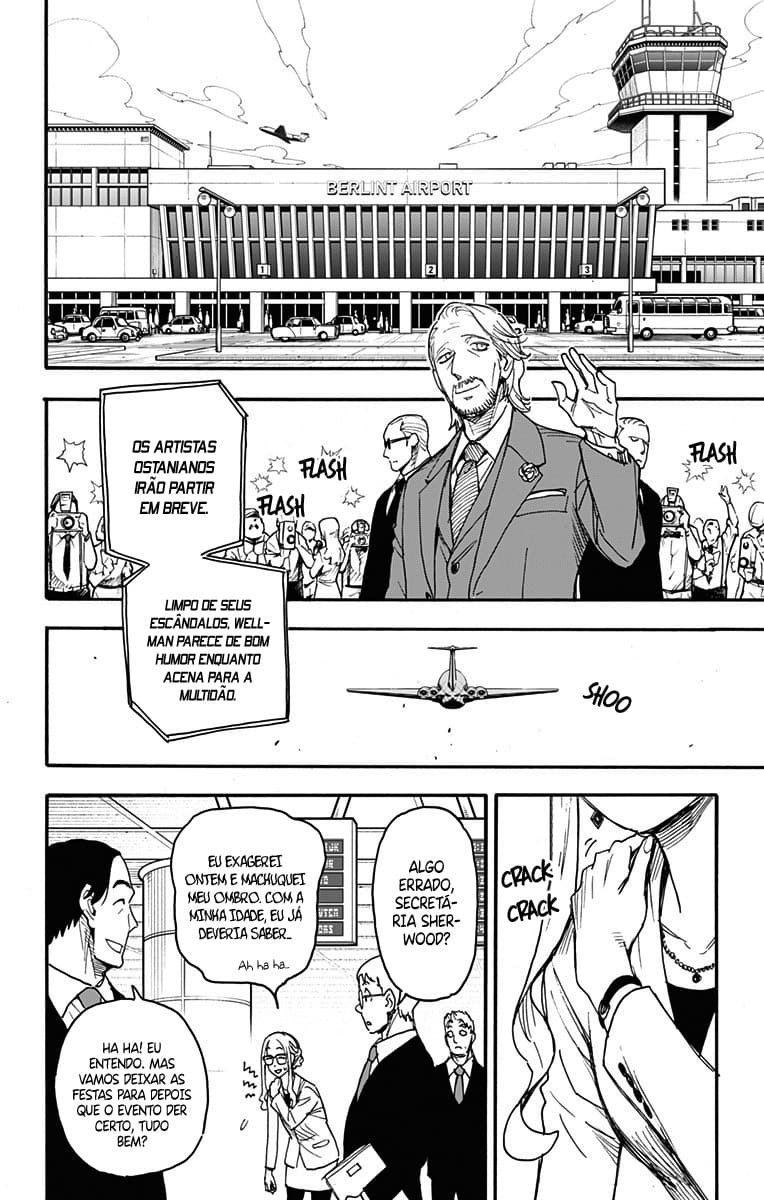 BERLINT AIRPORT
1
2
3
OS ARTISTAS
OSTANIANOS
IRÃO PARTIR
EM BREVE.
FLASH
FLASH
FLASH
LIMPO DE SEUS
ESCÂNDALOS, WELL-
MAN PARECE DE BOM
HUMOR ENQUANTO
ACENA PARA A
MULTIDÃO.
SHOO
CRACK
CRACK
ALGO
ERRADO,
SECRETÁ-
RIA SHER-
WOOD?
EU EXAGEREI
ONTEM E MACHUQUEI
MEU OMBRO. COM A
MINHA IDADE, EU JÁ
DEVERIA SABER...
Ah ha ha...
HA HA! EU
ENTENDO. MAS
VAMOS DEIXAR AS
FESTAS PARA DEPOIS
QUE O EVENTO DER
CERTO, TUDO
BEM?